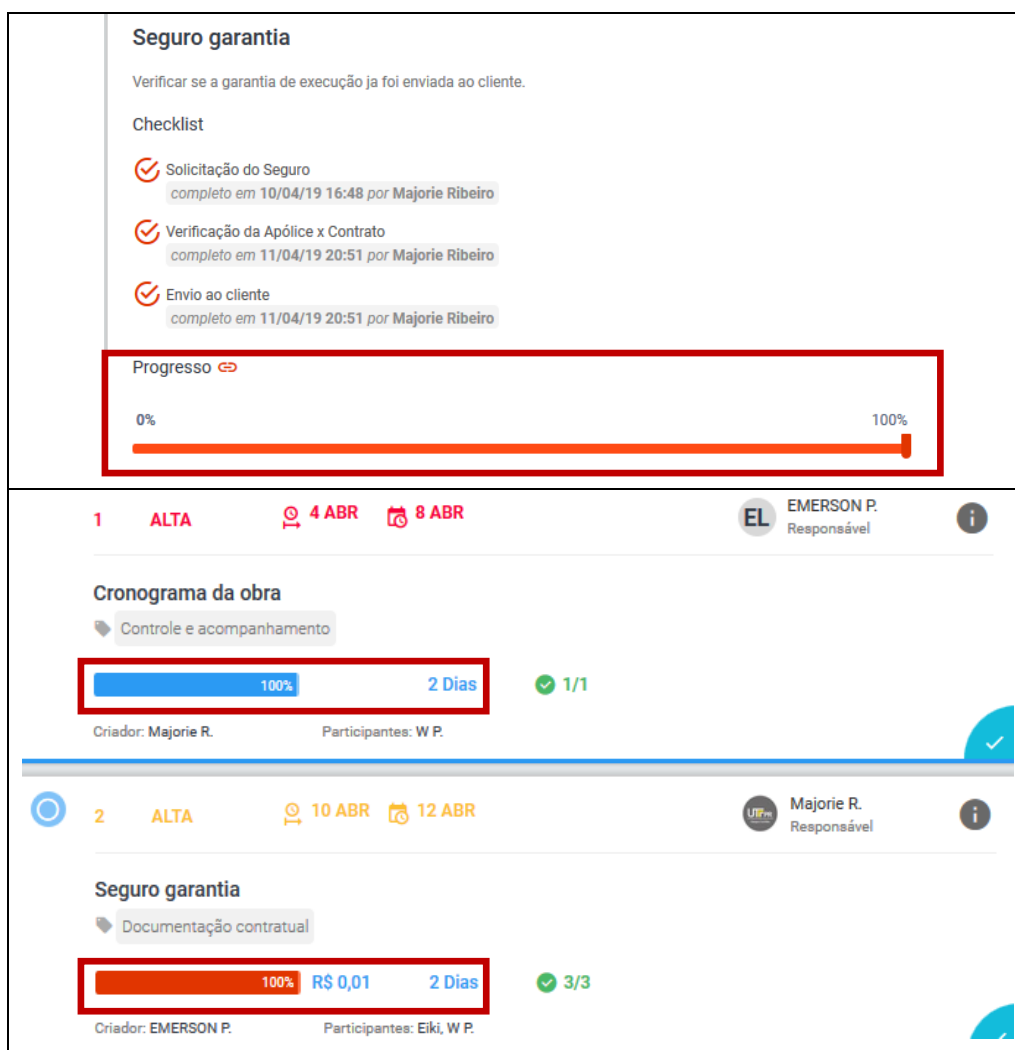 Seguro garantia
Verificar se a garantia de execução ja foi enviada ao cliente.
Checklist
Solicitação do Seguro
completo em 10/04/19 16:48 por Majorie Ribeiro
Verificação da Apólice x Contrato
completo em 11/04/19 20:51 por Majorie Ribeiro
Envio ao cliente
completo em 11/04/19 20:51 por Majorie Ribeiro
Progresso
0% 100%
1 ALTA 4 ABR 8 ABR EL EMERSON P.
Responsável
Cronograma da obra
Controle e acompanhamento
100% 2 Dias 1/1
Criador: Majorie R. Participantes: W P.
2 ALTA 10 ABR 12 ABR Majorie R.
Responsável
Seguro garantia
Documentação contratual
100% R$ 0,01 2 Dias 3/3
Criador: EMERSON P. Participantes: Eiki, W P.